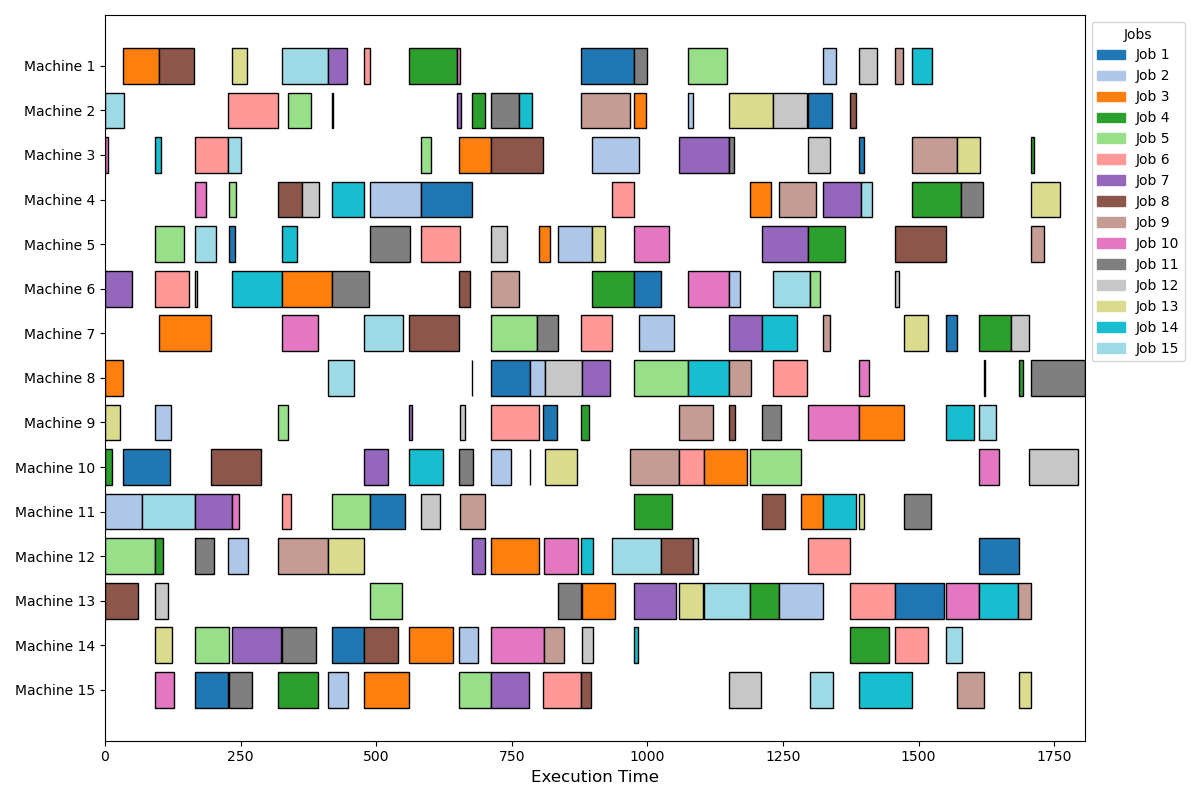 Machine 1
Machine 2
Machine 3
Machine 4
Machine 5
Machine 6
Machine 7
Machine 8
Machine 9
Machine 10
Machine 11
Machine 12
Machine 13
Machine 14
Machine 15
0 250 500 750 1000 1250 1500 1750
Execution Time
Jobs
Job 1
Job 2
Job 3
Job 4
Job 5
Job 6
Job 7
Job 8
Job 9
Job 10
Job 11
Job 12
Job 13
Job 14
Job 15